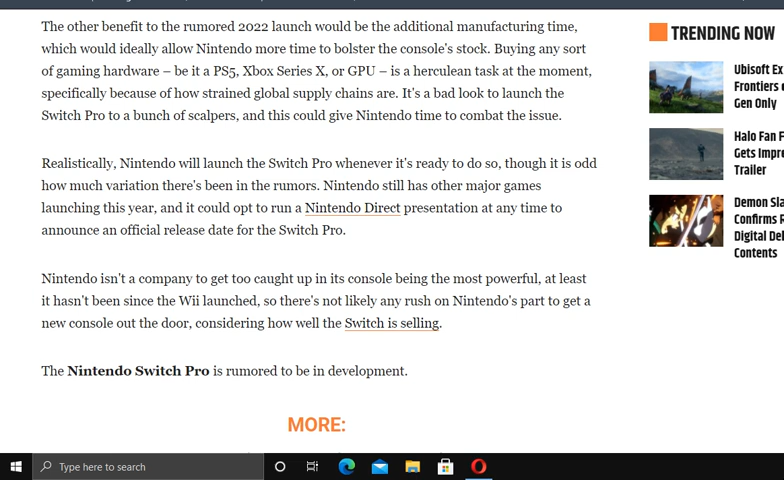 The other benefit to the rumored 2022 launch would be the additional manufacturing time,
which would ideally allow Nintendo more time to bolster the console's stock. Buying any sort
of gaming hardware – be it a PS5, Xbox Series X, or GPU – is a herculean task at the moment,
specifically because of how strained global supply chains are. It's a bad look to launch the
Switch Pro to a bunch of scalpers, and this could give Nintendo time to combat the issue.
Realistically, Nintendo will launch the Switch Pro whenever it's ready to do so, though it is odd
how much variation there's been in the rumors. Nintendo still has other major games
launching this year, and it could opt to run a Nintendo Direct presentation at any time to
announce an official release date for the Switch Pro.
Nintendo isn't a company to get too caught up in its console being the most powerful, at least
it hasn't been since the Wii launched, so there's not likely any rush on Nintendo's part to get a
new console out the door, considering how well the Switch is selling.
The Nintendo Switch Pro is rumored to be in development.
MORE:
TRENDING NOW
Ubisoft Ex
Frontiers
Gen Only
Halo Fan F
Gets Impre
Trailer
Demon Sla
Confirms R
Digital Del
Contents
Type here to search